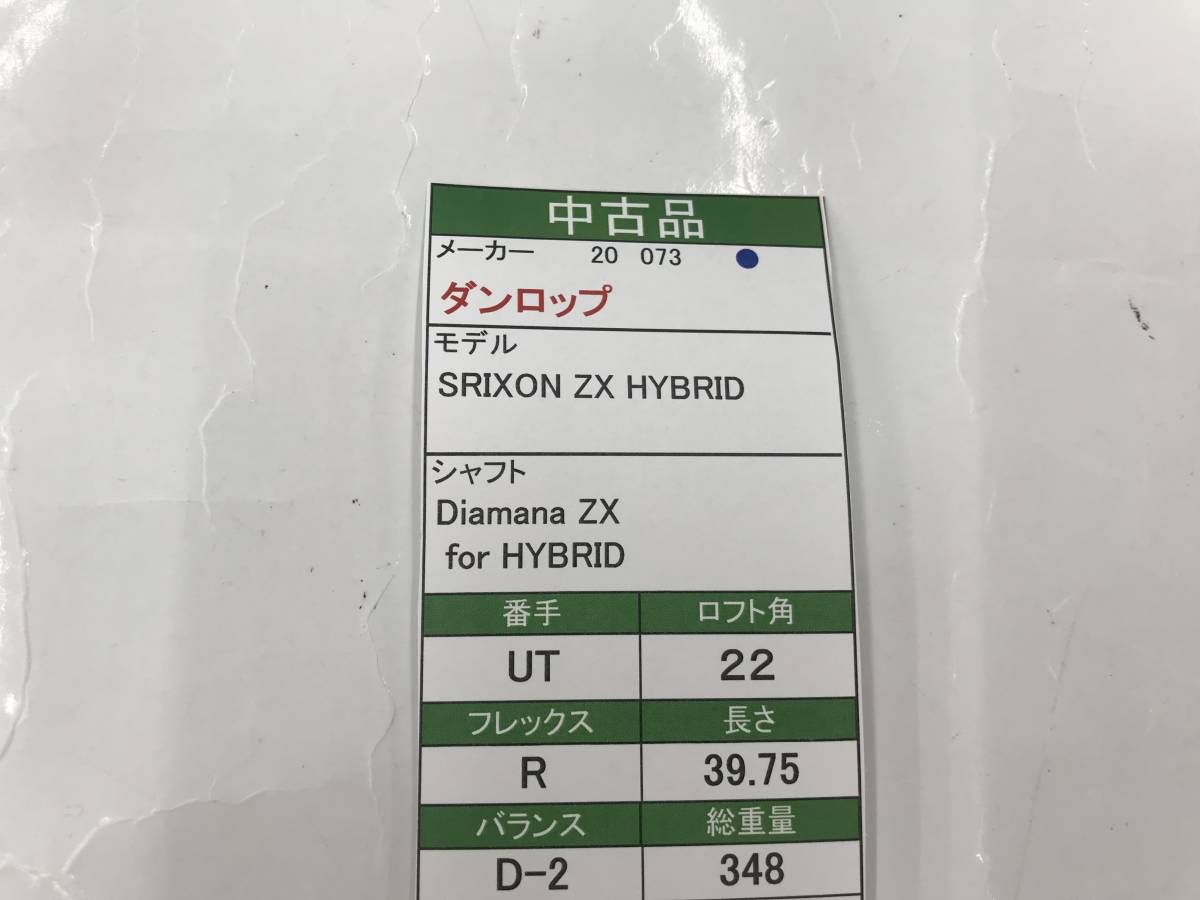 中古品
メーカー 20 073
ダンロップ
モデル
SRIXON ZX HYBRID
シャフト
Diamana ZX
for HYBRID
番手 ロフト角
UT 22
フレックス 長さ
R 39.75
バランス 総重量
D-2 348